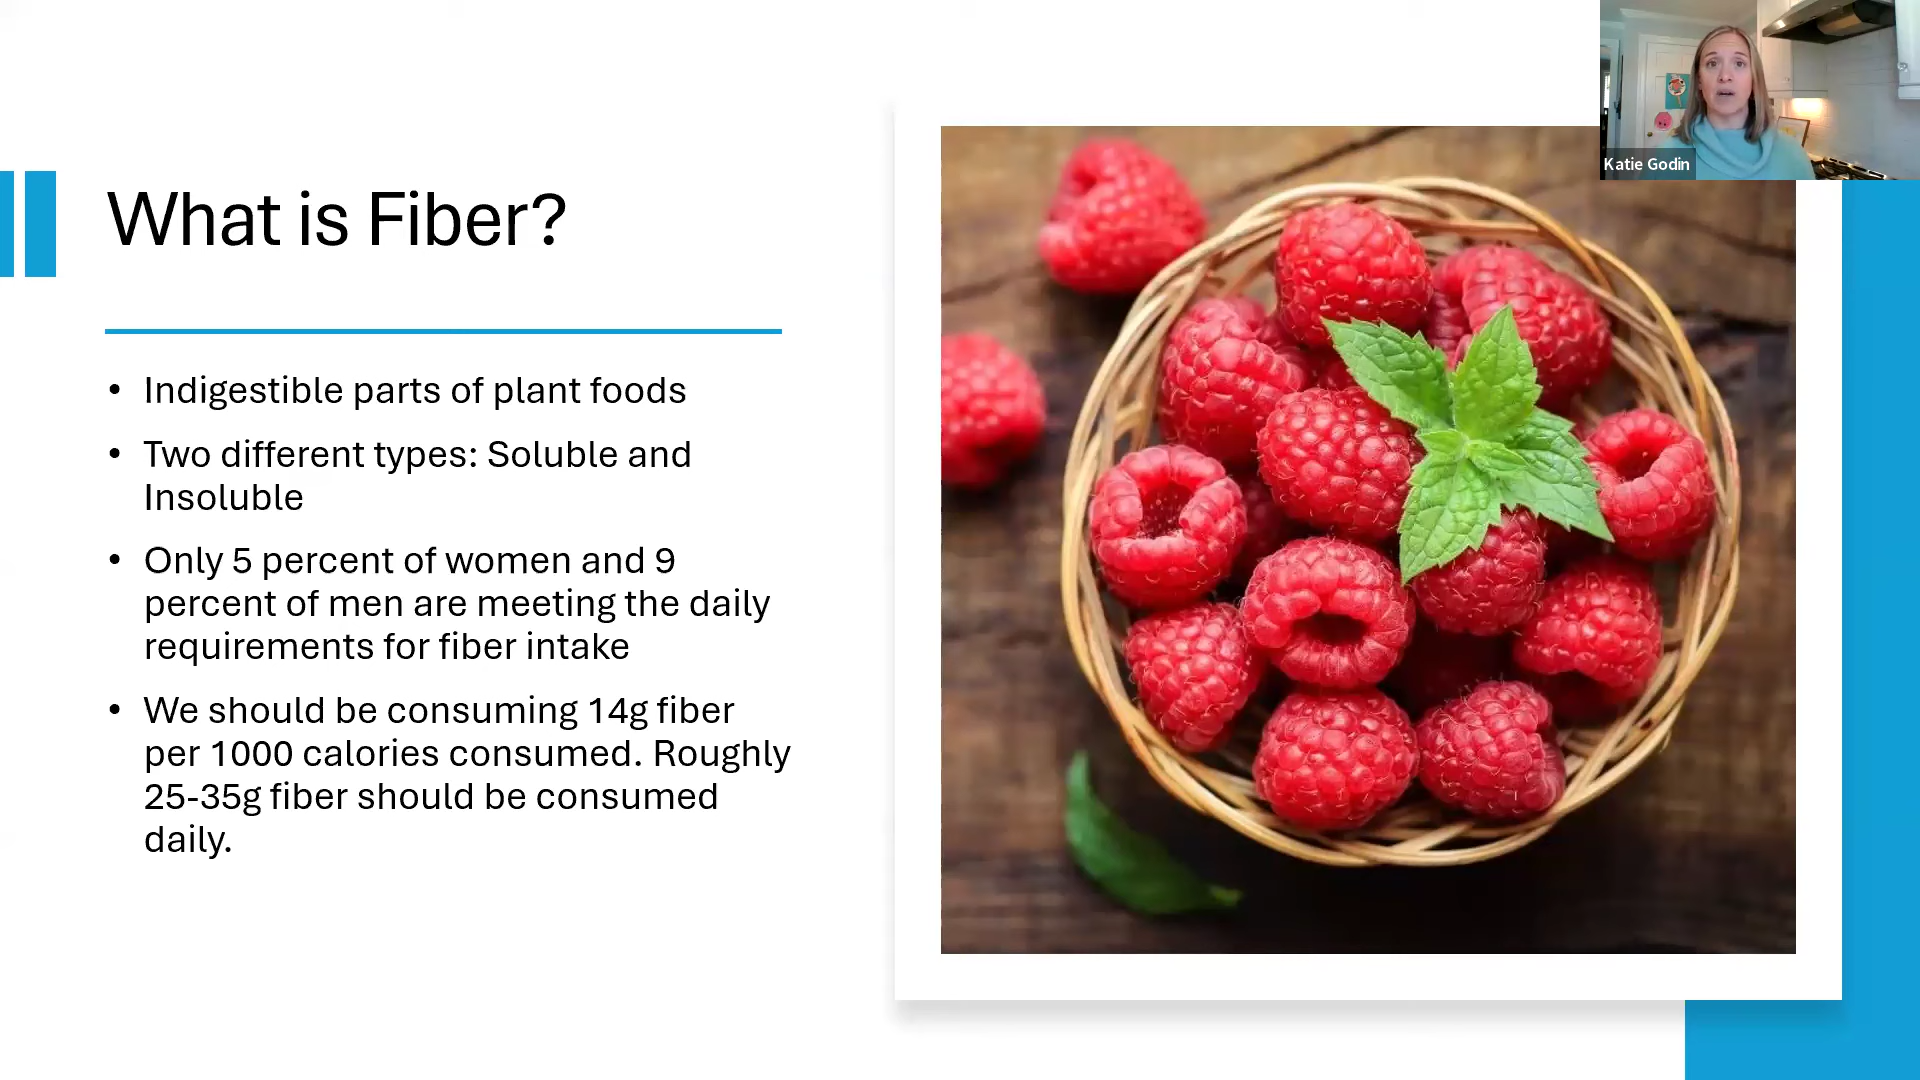 Katie Godin
What is Fiber?
• Indigestible parts of plant foods
• Two different types: Soluble and
Insoluble
• Only 5 percent of women and 9
percent of men are meeting the daily
requirements for fiber intake
• We should be consuming 14g fiber
per 1000 calories consumed. Roughly
25-35g fiber should be consumed
daily.